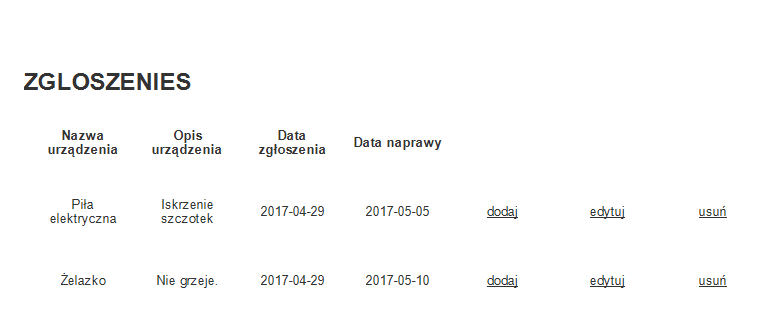 ZGLOSZENIES
Nazwa urządzenia Opis urządzenia Data zgłoszenia Data naprawy
Piła elektryczna Iskrzenie szczotek 2017-04-29 2017-05-05 dodaj edytuj usuń
Żelazko Nie grzeje. 2017-04-29 2017-05-10 dodaj edytuj usuń